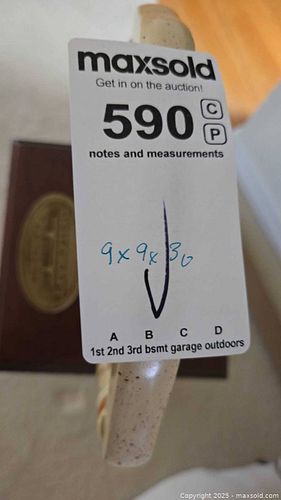 maxsold
Get in on the auction!
590 C
P
notes and measurements
9x9x30
A B C D
1st 2nd 3rd bsmt garage outdoors
Copyright 2025 - maxsold.com